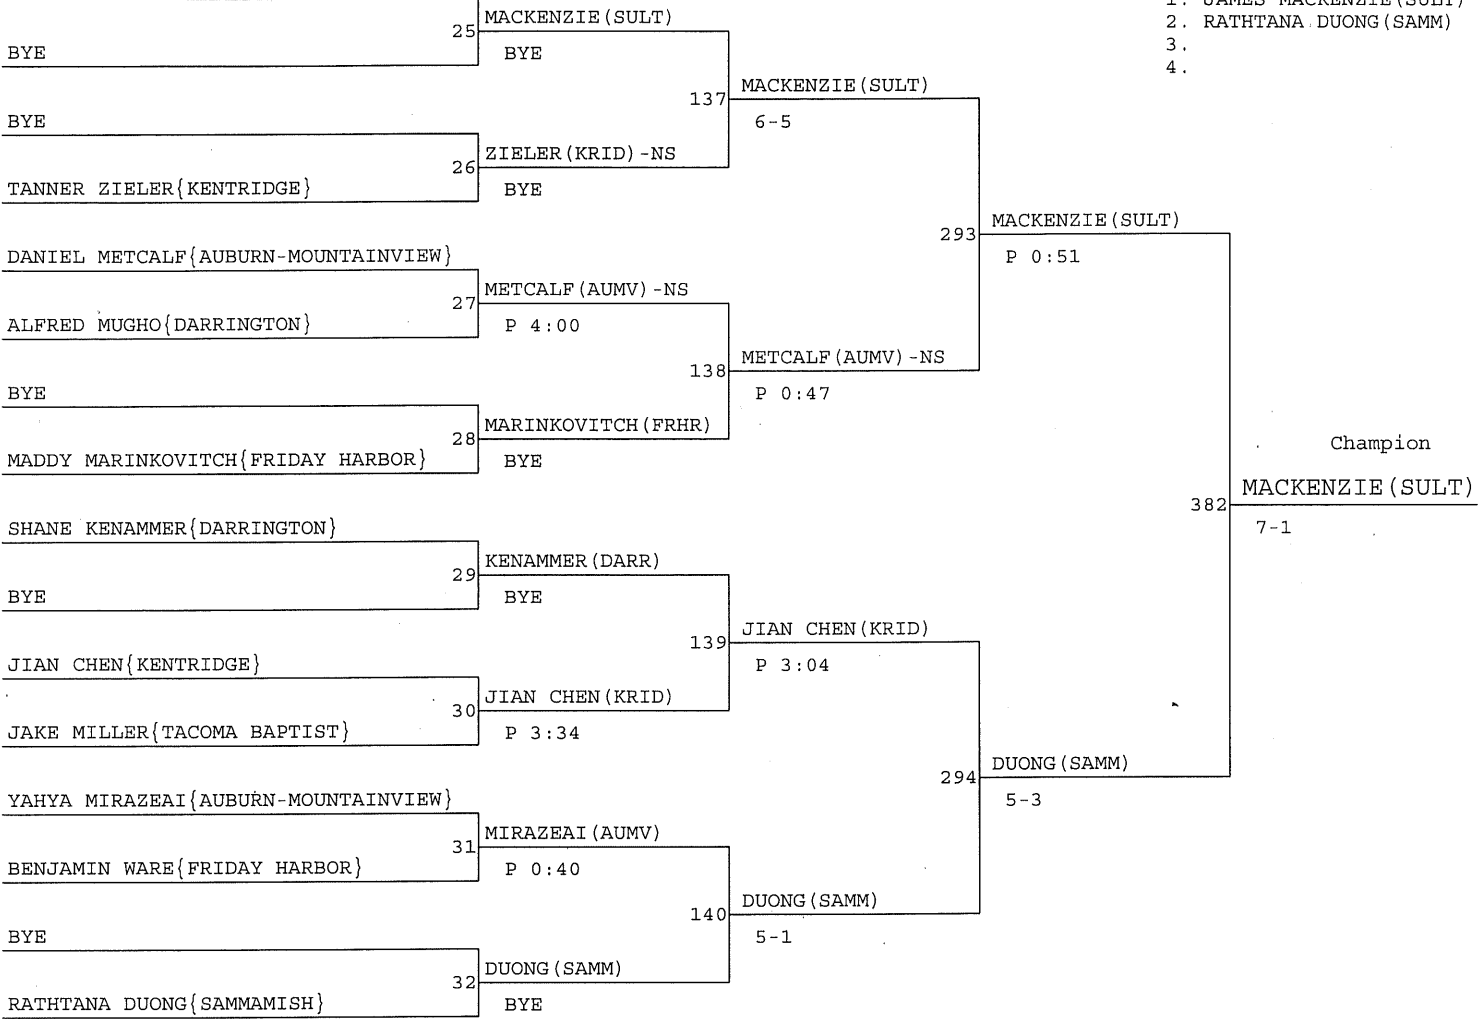 1. JAMES MACKENZIE(SULT)
MACKENZIE(SULT)
2. RATHTANA DUONG(SAMM)
25
BYE
BYE
3.
4.
MACKENZIE(SULT)
137
BYE
6-5
ZIELER(KRID)-NS
26
TANNER ZIELER{KENTRIDGE}
BYE
MACKENZIE(SULT)
293
DANIEL METCALF{AUBURN-MOUNTAINVIEW}
P 0:51
METCALF(AUMV)-NS
27
ALFRED MUGHO{DARRINGTON}
P 4:00
METCALF(AUMV)-NS
138
BYE
P 0:47
MARINKOVITCH(FRHR)
28
Champion
MADDY MARINKOVITCH{FRIDAY HARBOR}
BYE
MACKENZIE(SULT)
382
SHANE KENAMMER{DARRINGTON}
7-1
KENAMMER(DARR)
29
BYE
BYE
JIAN CHEN(KRID)
139
JIAN CHEN{KENTRIDGE}
P 3:04
JIAN CHEN(KRID)
30
JAKE MILLER{TACOMA BAPTIST}
P 3:34
DUONG(SAMM)
294
YAHYA MIRAZEAI{AUBURN-MOUNTAINVIEW}
5-3
MIRAZEAI(AUMV)
31
BENJAMIN WARE{FRIDAY HARBOR}
P 0:40
DUONG(SAMM)
140
BYE
5-1
DUONG(SAMM)
32
RATHTANA DUONG{SAMMAMISH}
BYE